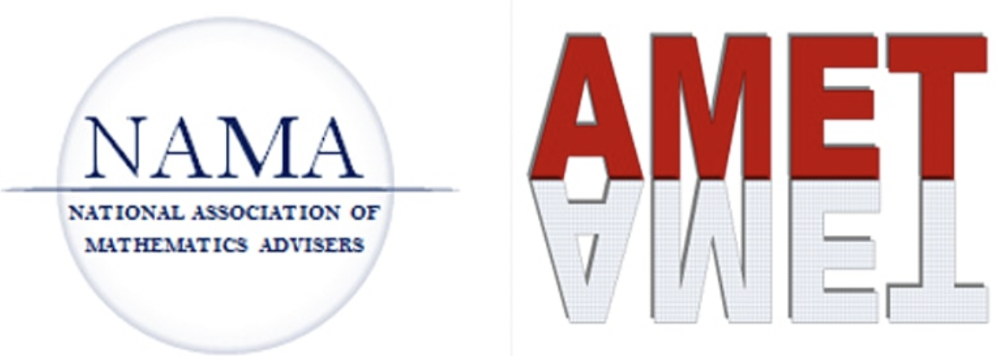 NAMA
NATIONAL ASSOCIATION OF
MATHEMATICS ADVISERS
AMET